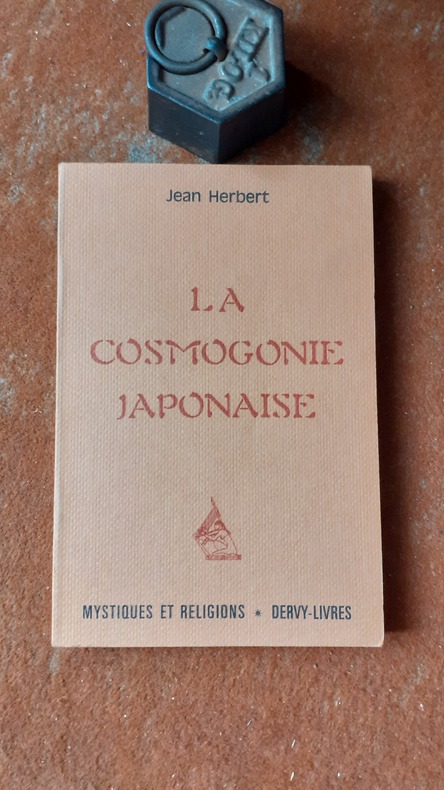 Jean Herbert
LA
COSMOGONIE
JAPONAISE
MYSTIQUES ET RELIGIONS * DERVY-LIVRES